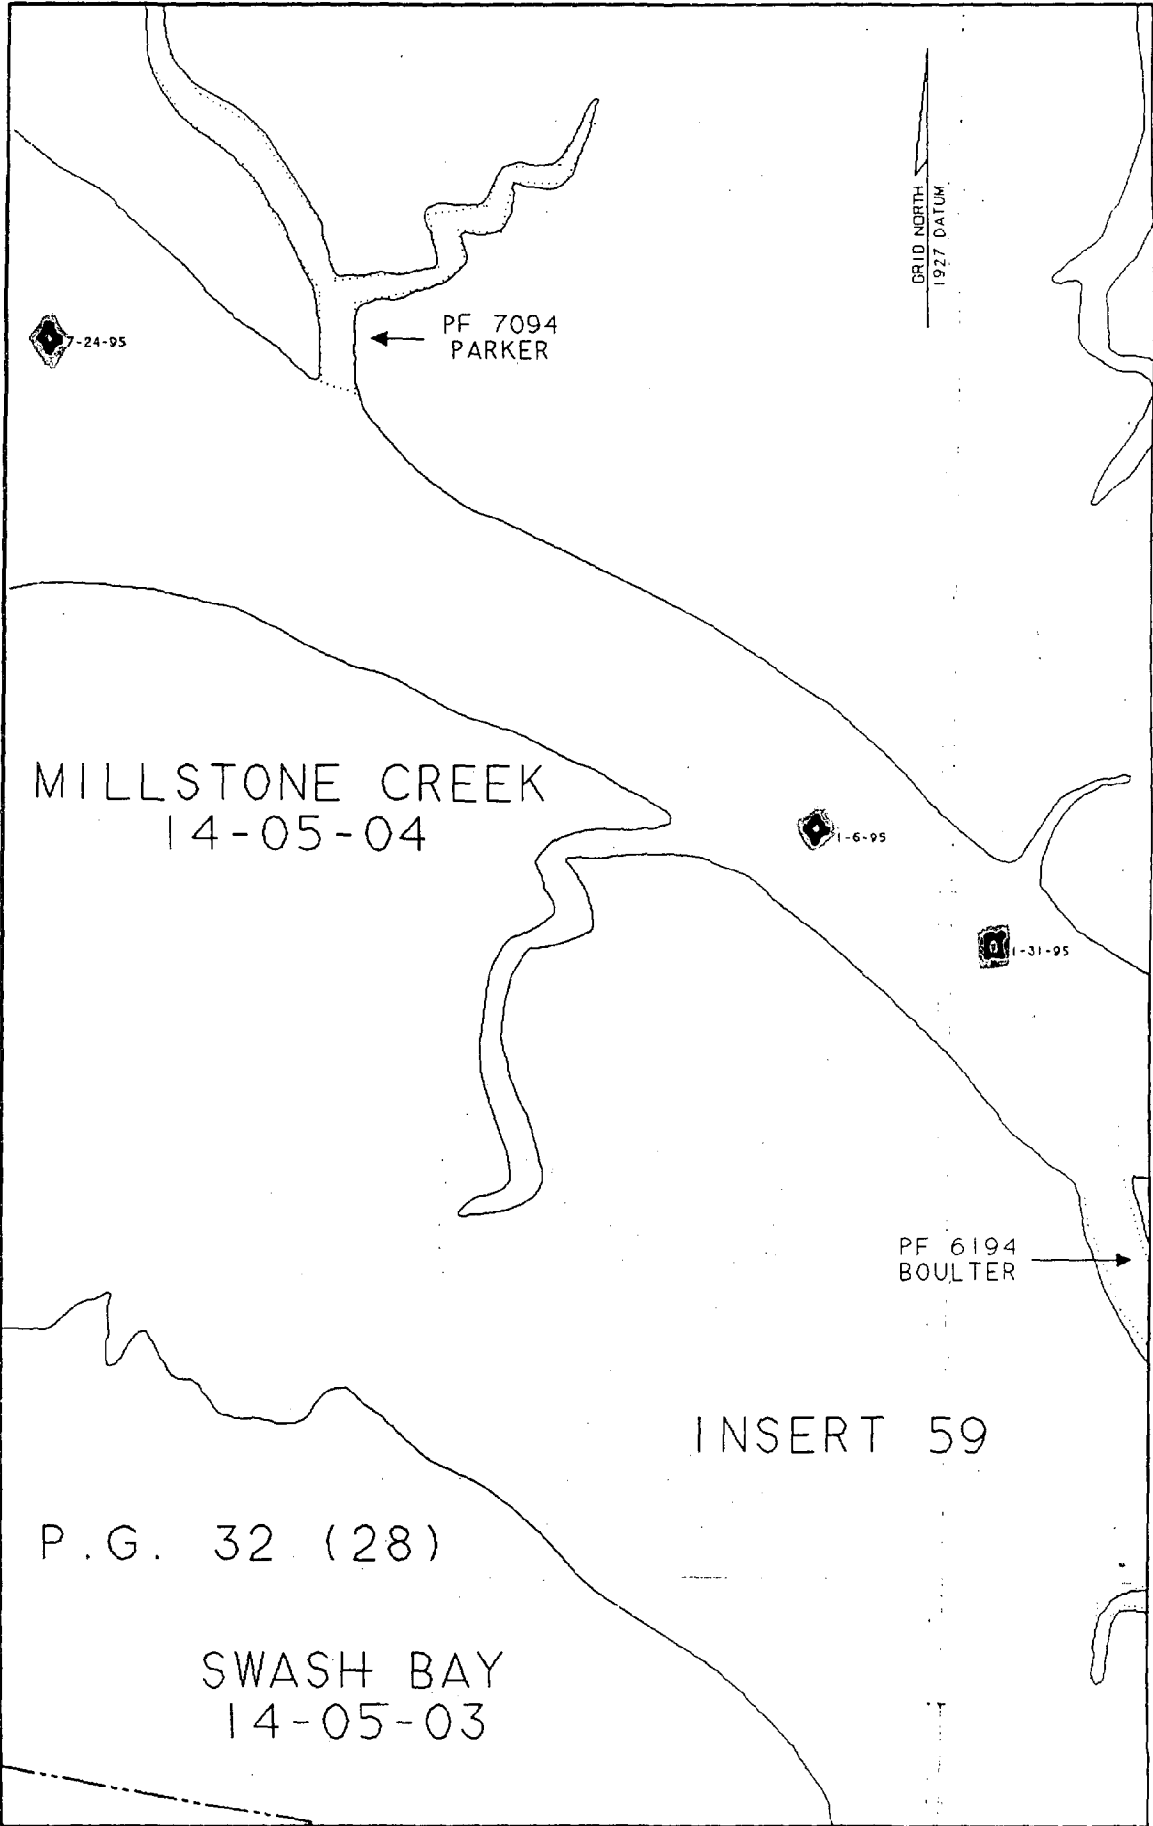 GRID NORTH
1927 DATUM
PF 7094
PARKER
7-24-95
MILLSTONE CREEK
14-05-04
1-6-95
1-31-95
PF 6194
BOULTER
INSERT 59
P.G. 32 (28)
SWASH BAY
14-05-03